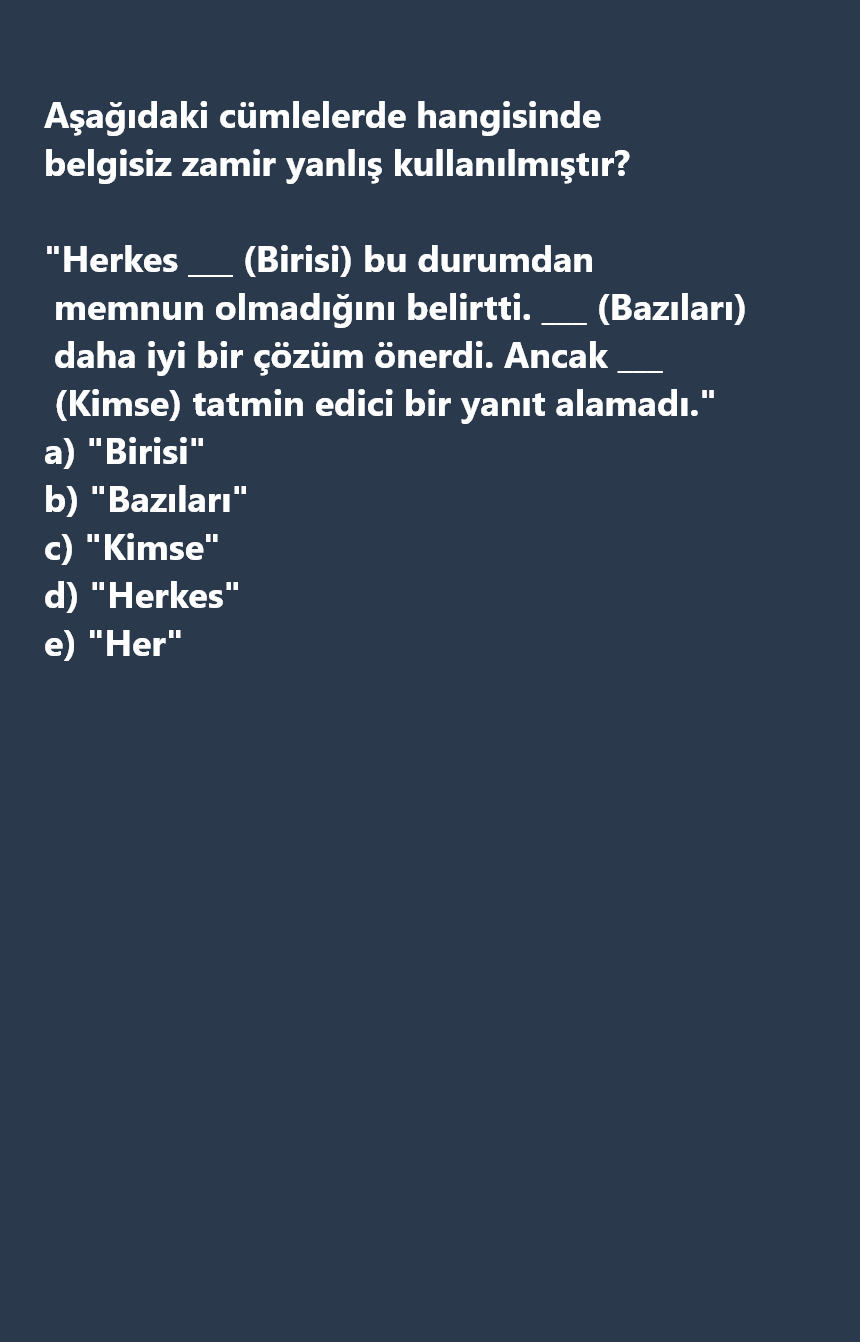 Aşağıdaki cümlelerde hangisinde
belgisiz zamir yanlış kullanılmıştır?
"Herkes ___ (Birisi) bu durumdan
memnun olmadığını belirtti. ___ (Bazıları)
daha iyi bir çözüm önerdi. Ancak ___
(Kimse) tatmin edici bir yanıt alamadı."
a) "Birisi"
b) "Bazıları"
c) "Kimse"
d) "Herkes"
e) "Her"